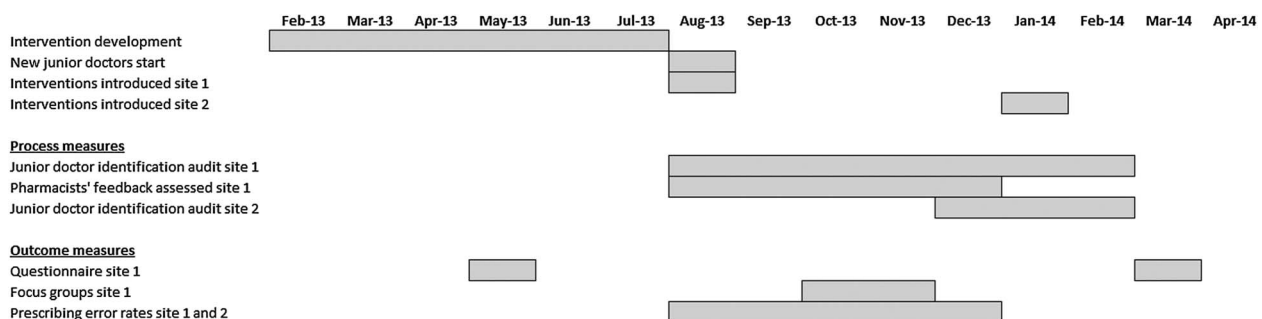 Feb-13 Mar-13 Apr-13 May-13 Jun-13 Jul-13 Aug-13 Sep-13 Oct-13 Nov-13 Dec-13 Jan-14 Feb-14 Mar-14 Apr-14
Intervention development
New junior doctors start
Interventions introduced site 1
Interventions introduced site 2
Process measures
Junior doctor identification audit site 1
Pharmacists' feedback assessed site 1
Junior doctor identification audit site 2
Outcome measures
Questionnaire site 1
Focus groups site 1
Prescribing error rates site 1 and 2